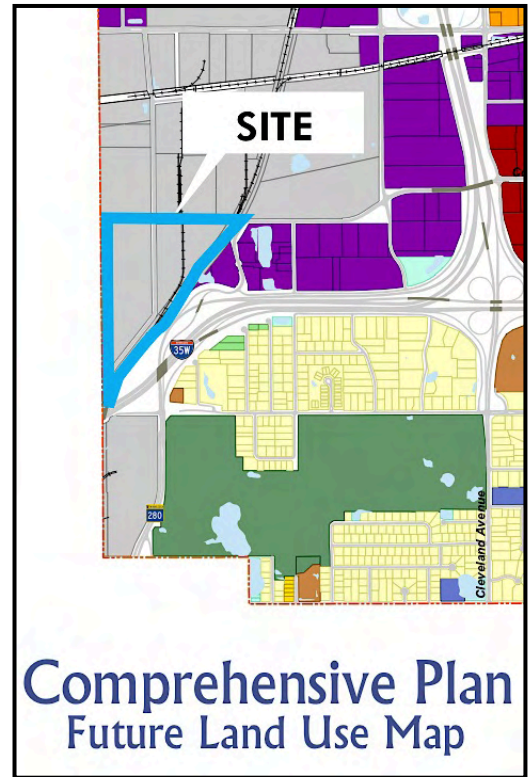 SITE
35W
280
Cleveland Avenue
Comprehensive Plan
Future Land Use Map